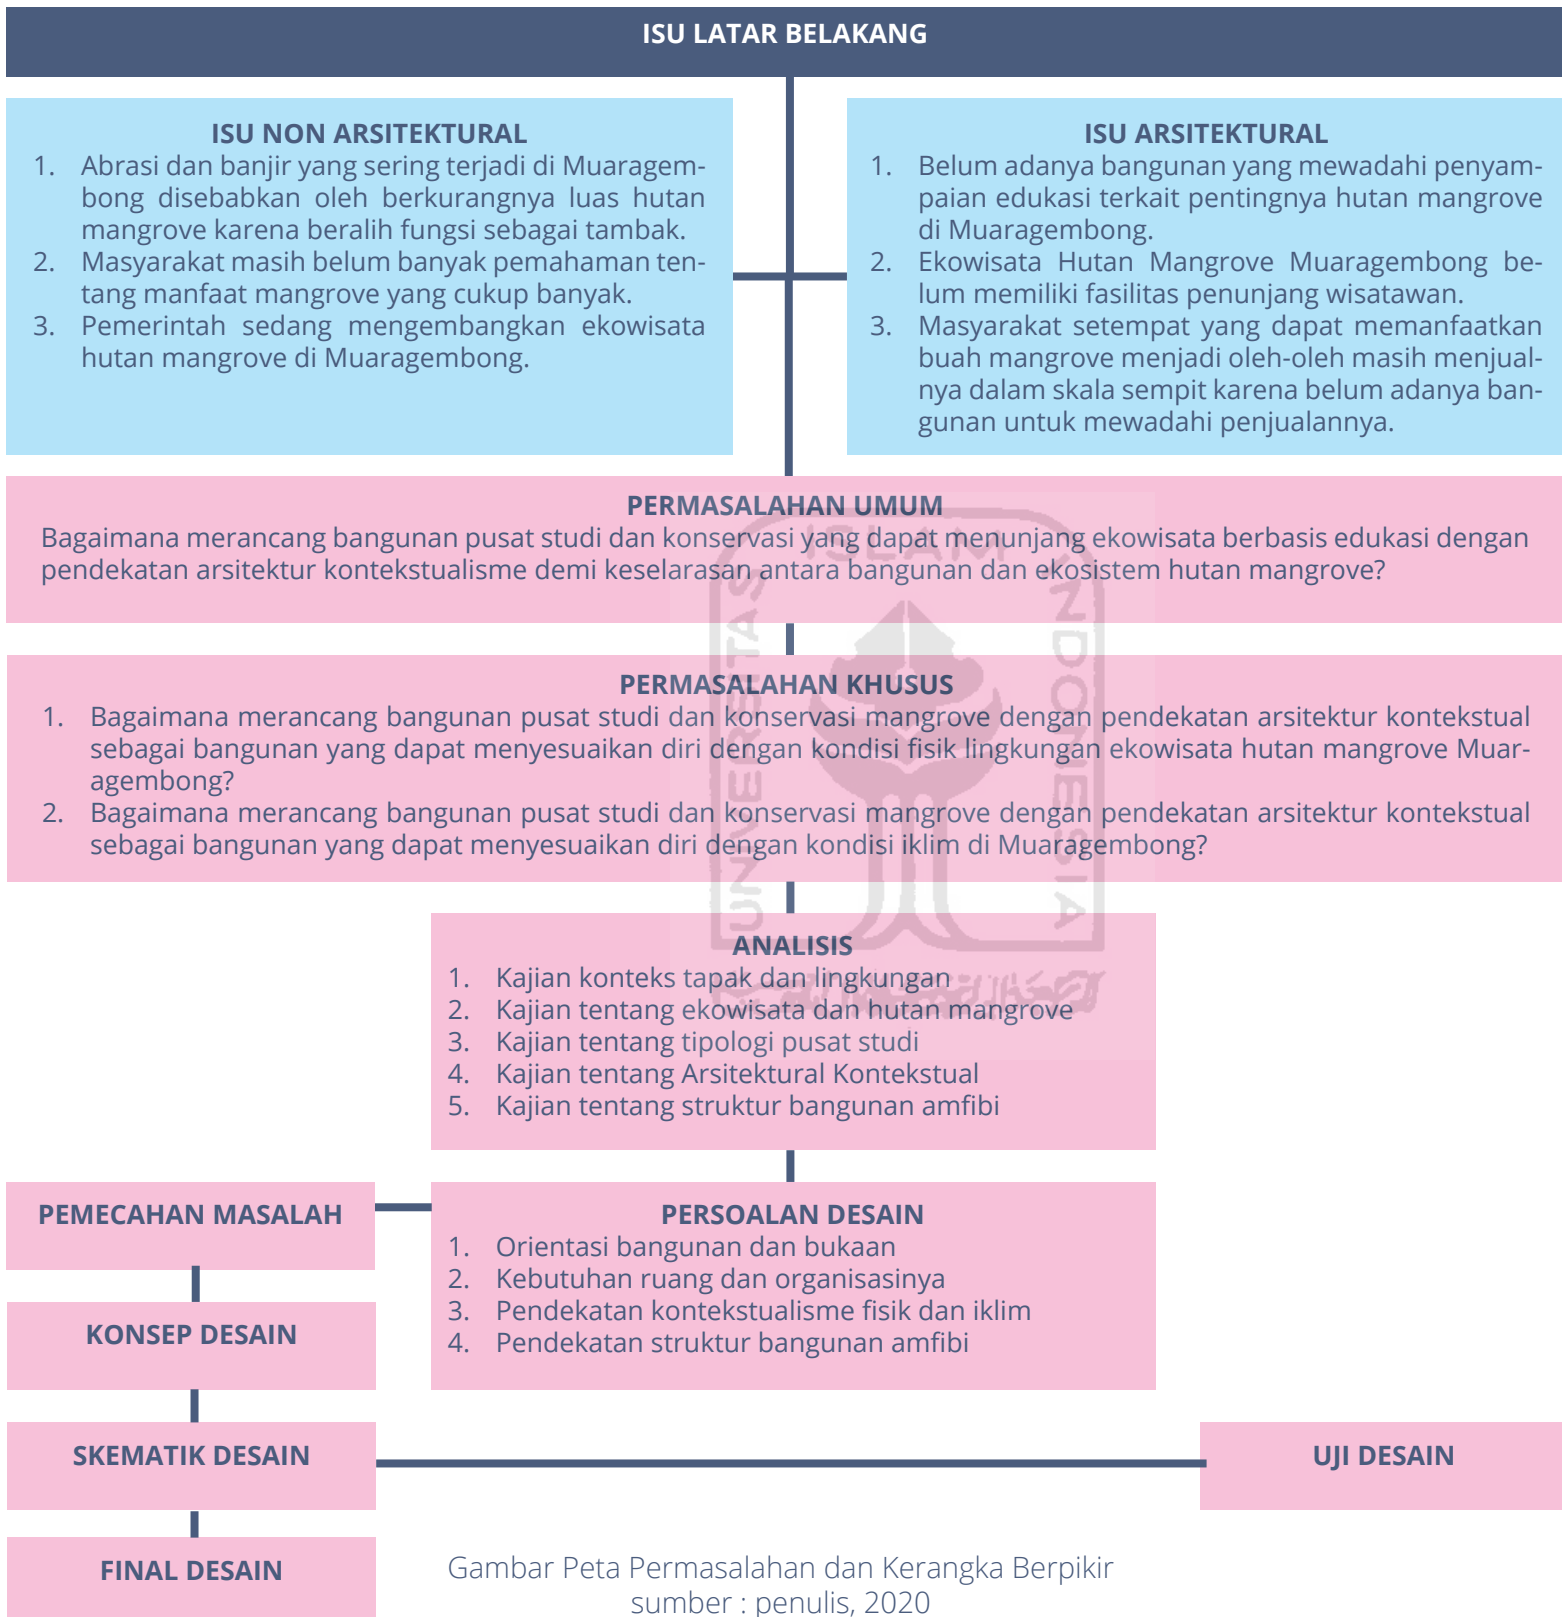 ISU LATAR BELAKANG
ISU NON ARSITEKTURAL
1. Abrasi dan banjir yang sering terjadi di Muaragem-
bong disebabkan oleh berkurangnya luas hutan
mangrove karena beralih fungsi sebagai tambak.
2. Masyarakat masih belum banyak pemahaman ten-
tang manfaat mangrove yang cukup banyak.
3. Pemerintah sedang mengembangkan ekowisata
hutan mangrove di Muaragembong.
ISU ARSITEKTURAL
1. Belum adanya bangunan yang mewadahi penyam-
paian edukasi terkait pentingnya hutan mangrove
di Muaragembong.
2. Ekowisata Hutan Mangrove Muaragembong be-
lum memiliki fasilitas penunjang wisatawan.
3. Masyarakat setempat yang dapat memanfaatkan
buah mangrove menjadi oleh-oleh masih menjual-
nya dalam skala sempit karena belum adanya ban-
gunan untuk mewadahi penjualannya.
PERMASALAHAN UMUM
Bagaimana merancang bangunan pusat studi dan konservasi yang dapat menunjang ekowisata berbasis edukasi dengan
pendekatan arsitektur kontekstualisme demi keselarasan antara bangunan dan ekosistem hutan mangrove?
PERMASALAHAN KHUSUS
1. Bagaimana merancang bangunan pusat studi dan konservasi mangrove dengan pendekatan arsitektur kontekstual
sebagai bangunan yang dapat menyesuaikan diri dengan kondisi fisik lingkungan ekowisata hutan mangrove Muar-
agembong?
2. Bagaimana merancang bangunan pusat studi dan konservasi mangrove dengan pendekatan arsitektur kontekstual
sebagai bangunan yang dapat menyesuaikan diri dengan kondisi iklim di Muaragembong?
UNIVERSITAS
ISLAM
INDONESIA
ANALISIS
1. Kajian konteks tapak dan lingkungan
2. Kajian tentang ekowisata dan hutan mangrove
3. Kajian tentang tipologi pusat studi
4. Kajian tentang Arsitektural Kontekstual
5. Kajian tentang struktur bangunan amfibi
PERSOALAN DESAIN
1. Orientasi bangunan dan bukaan
2. Kebutuhan ruang dan organisasinya
3. Pendekatan kontekstualisme fisik dan iklim
4. Pendekatan struktur bangunan amfibi
PEMECAHAN MASALAH
KONSEP DESAIN
SKEMATIK DESAIN
UJI DESAIN
FINAL DESAIN
Gambar Peta Permasalahan dan Kerangka Berpikir
sumber : penulis, 2020